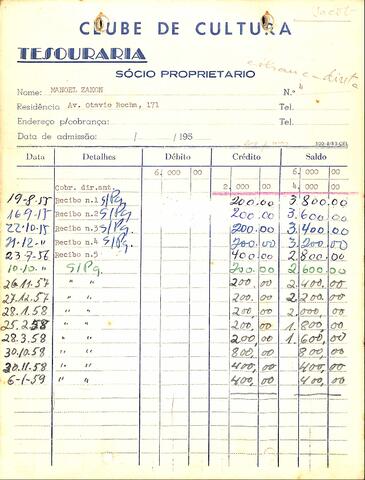 Jacob
CLUBE DE CULTURA
TESOURARIA
SÓCIO PROPRIETARIO
cobrança direta
Nome: MANOEL ZAKON N.º
Residência Av. Otavio Rocha, 171 Tel.
Endereço p/cobrança: Tel.
Data de admissão: / / 195
Data Detalhes Débito Crédito Saldo
6. 000 00 6. 000 00
Cobr. dir.ant. 2. 000 00 4. 000 00
19-8-55 Recibo n.1 S/Pg. 200.00 3.800.00
16-9-55 Recibo n.2 S/Pg. 200.00 3.600.00
22-10-55 Recibo n.3 S/Pg. 200.00 3.400.00
21-12-" Recibo n.4 S/Pg. 200.00 3.200.00
23-7-56 Recibo n.5 400.00 2.800.00
10-10-" S/Pg. 200.00 2.600.00
26.11.57 " " 200,00 2.400,00
27.12.57 " " 200,00 2.200,00
28.1.58 " " 200,00 2.000,00
25.2.58 " " 200,00 1.800,00
28.3.58 " " 200,00 1.600,00
30.10.58 " " 800,00 800,00
30.11.58 " " 400,00 400,00
6-1-59 " " 400,00 400,00